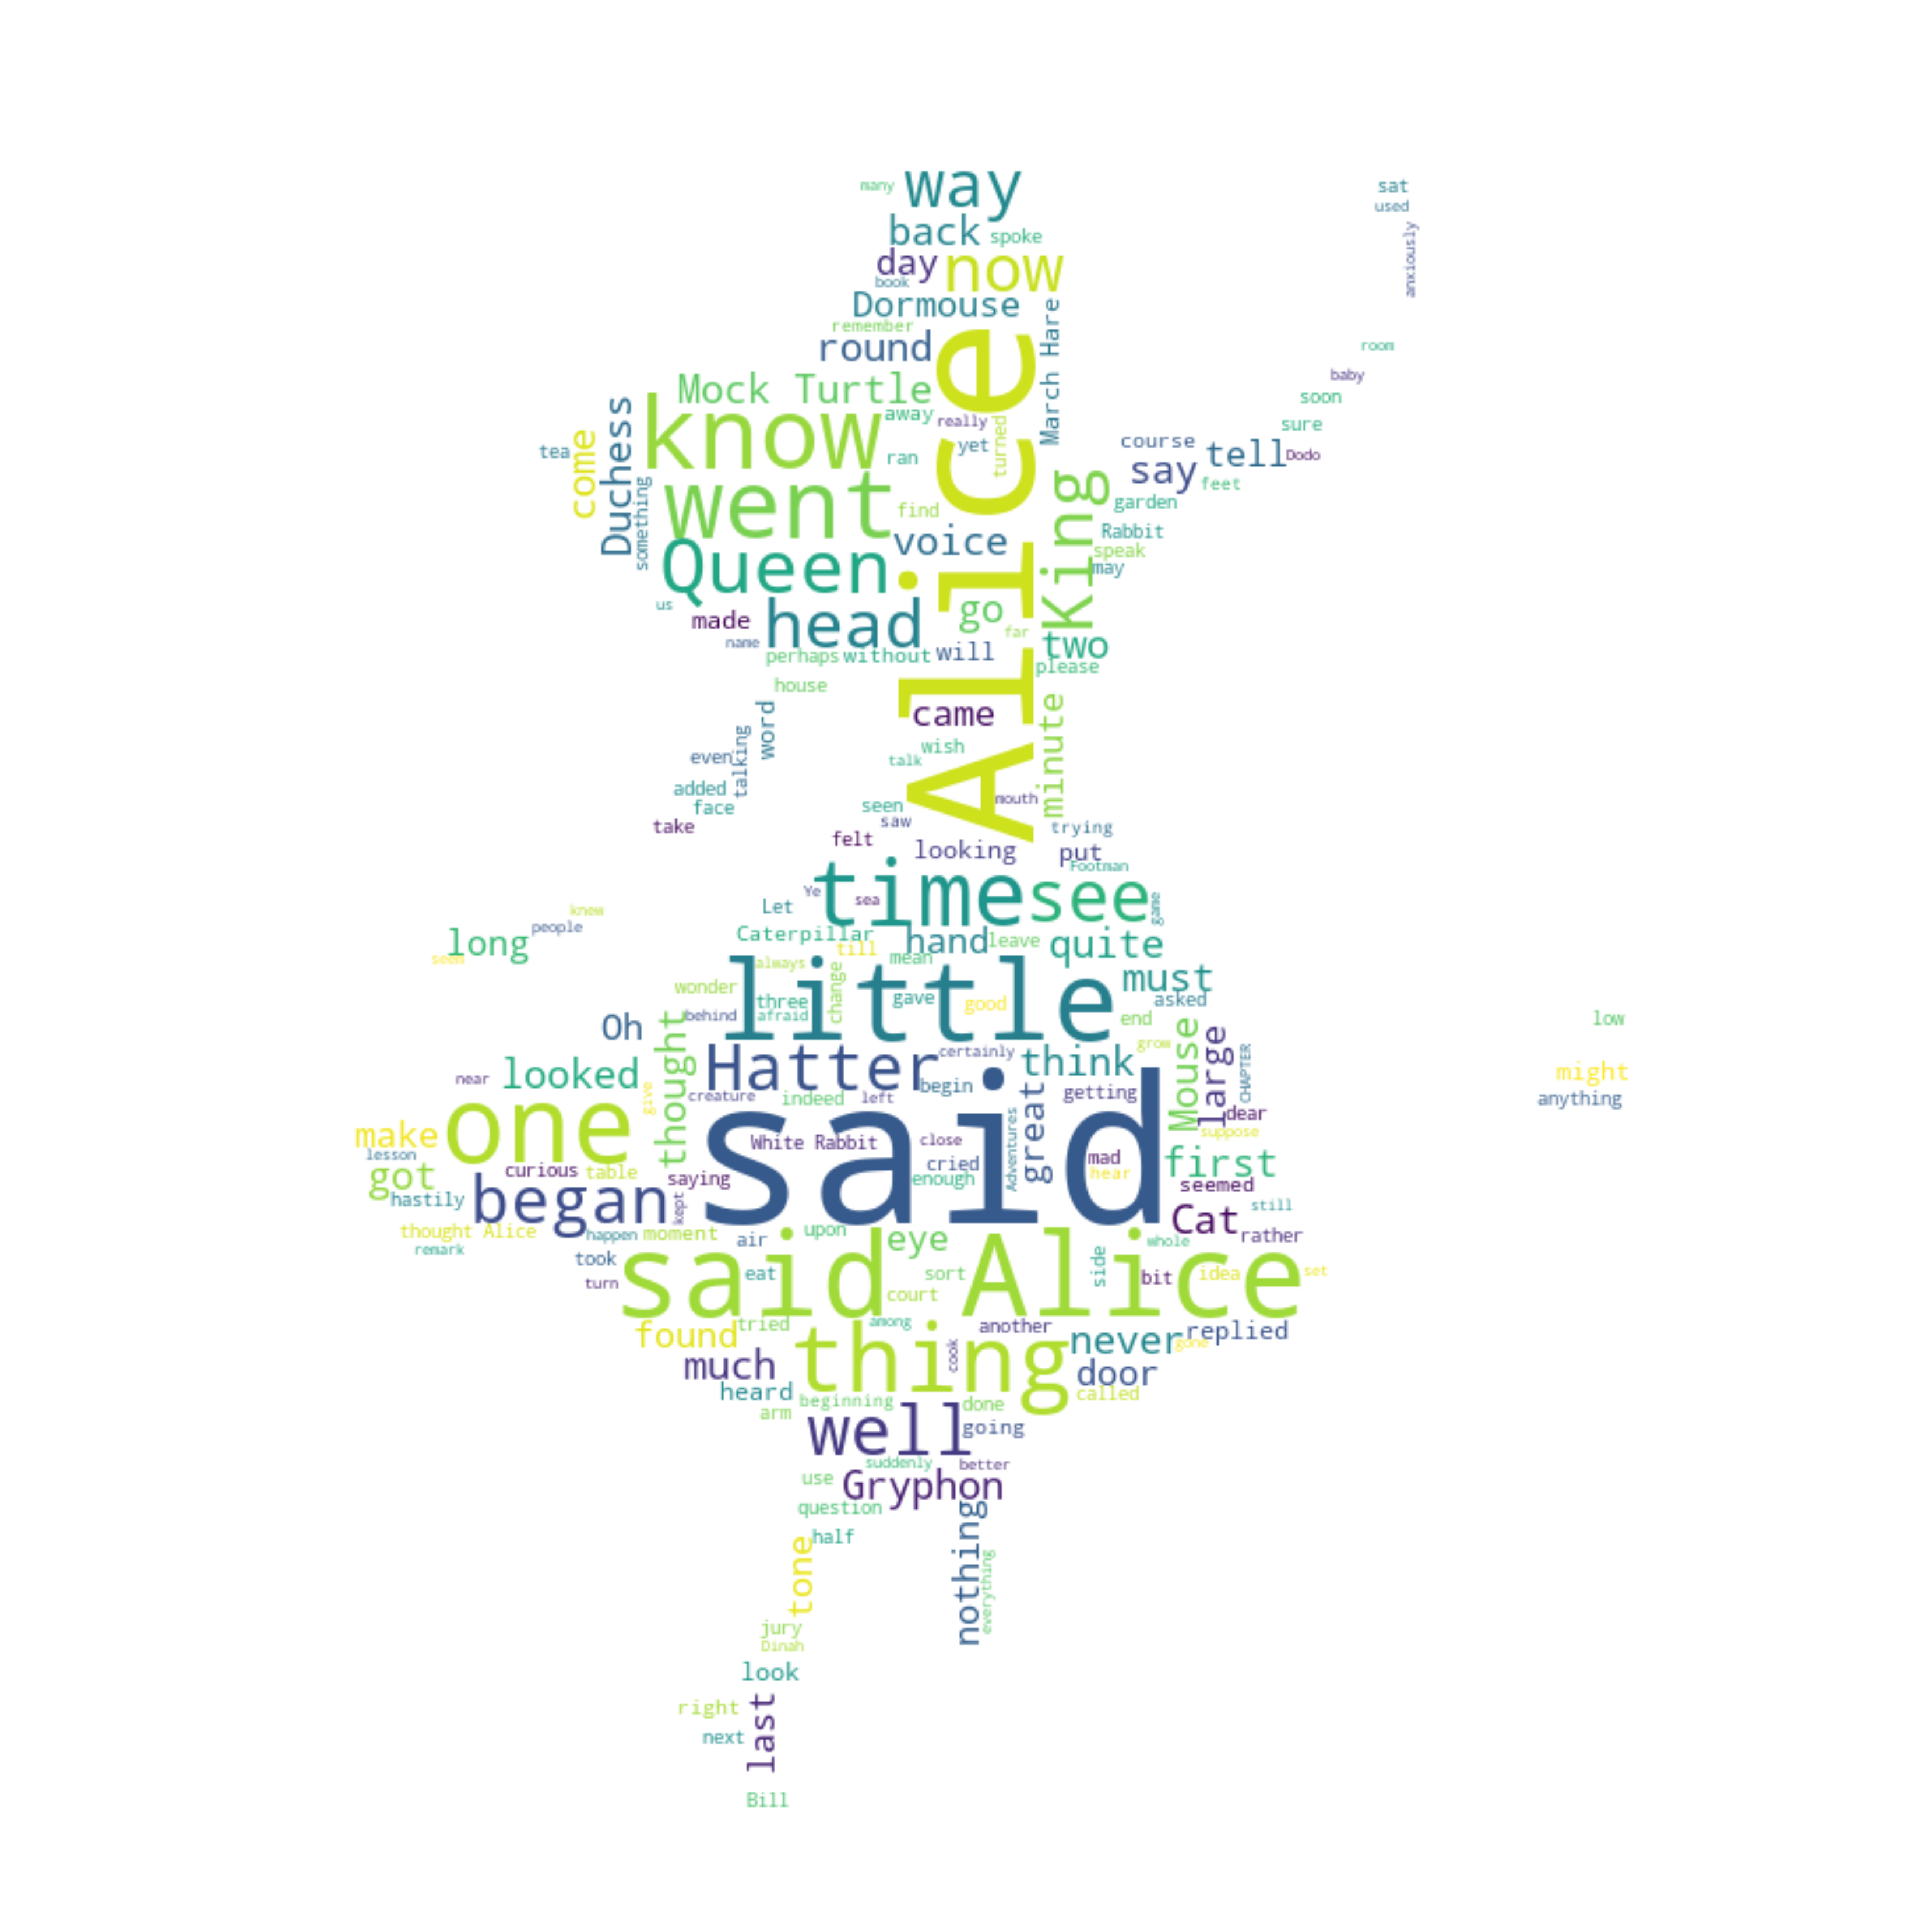 many
way
sat
used
back
spoke
anxiously
day
now
book
Dormouse
March Hare
remember
round
Alice
room
Mock Turtle
baby
know
away
soon
Duchess
come
really
turned
sure
tea
yet
course
tell
Dodo
ran
say
feet
something
went
King
garden
find
Rabbit
voice
speak
Queen
may
us
head
go
made
far
two
name
perhaps
without
will
please
house
word
came
minute
talking
wish
even
talk
added
mouth
face
seen
take
saw
trying
felt
looking
put
Footman
time
see
Ye
sea
game
knew
Let
people
Caterpillar
hand
leave
quite
long
till
seem
mean
always
little
must
change
wonder
three
gave
good
asked
behind
afraid
end
low
Oh
thought
Mouse
large
Hatter
certainly
think
grow
CHAPTER
near
looked
begin
might
give
creature
indeed
left
great
getting
anything
said
one
dear
make
White Rabbit
close
Adventures
suppose
lesson
curious
table
cried
mad
first
got
saying
enough
hear
seemed
hastily
began
kept
still
Cat
thought Alice
happen
moment
air
upon
eye
whole
rather
remark
took
said Alice
side
turn
eat
sort
bit
idea
set
court
found
tried
among
another
never
replied
thing
cook
gone
much
door
heard
beginning
done
called
arm
well
going
suddenly
better
use
Gryphon
question
nothing
half
tone
everything
jury
Dinah
look
right
last
next
Bill